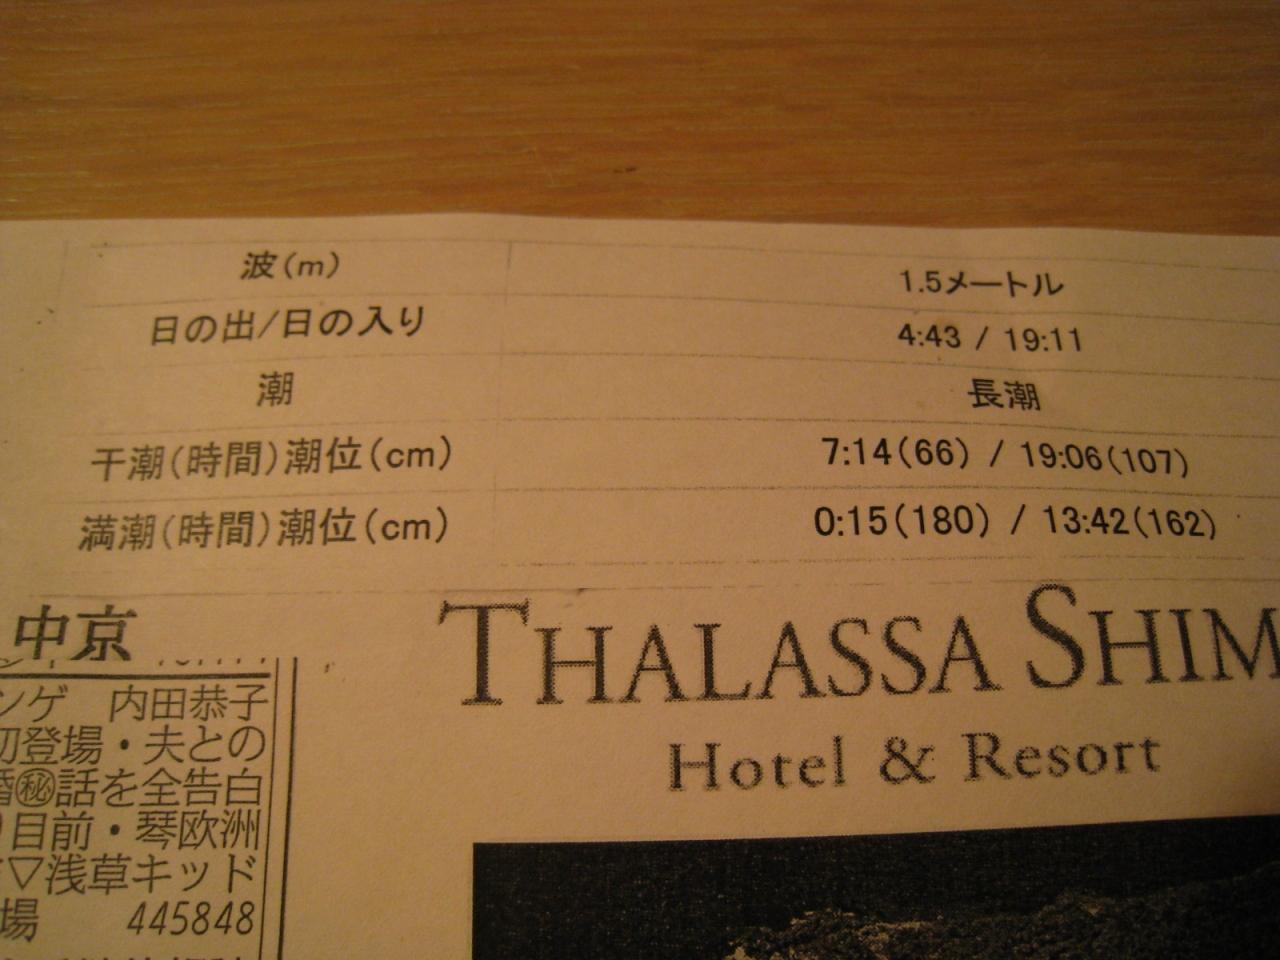 波(m) 1.5メートル
日の出/日の入り 4:43 / 19:11
潮 長潮
干潮(時間)潮位(cm) 7:14(66) / 19:06(107)
満潮(時間)潮位(cm) 0:15(180) / 13:42(162)
中京
THALASSA SHIM
Hotel & Resort
ンゲ 内田恭子
初登場・夫との
婚㊙話を全告白
目前・琴欧洲
▽浅草キッド
場 445848